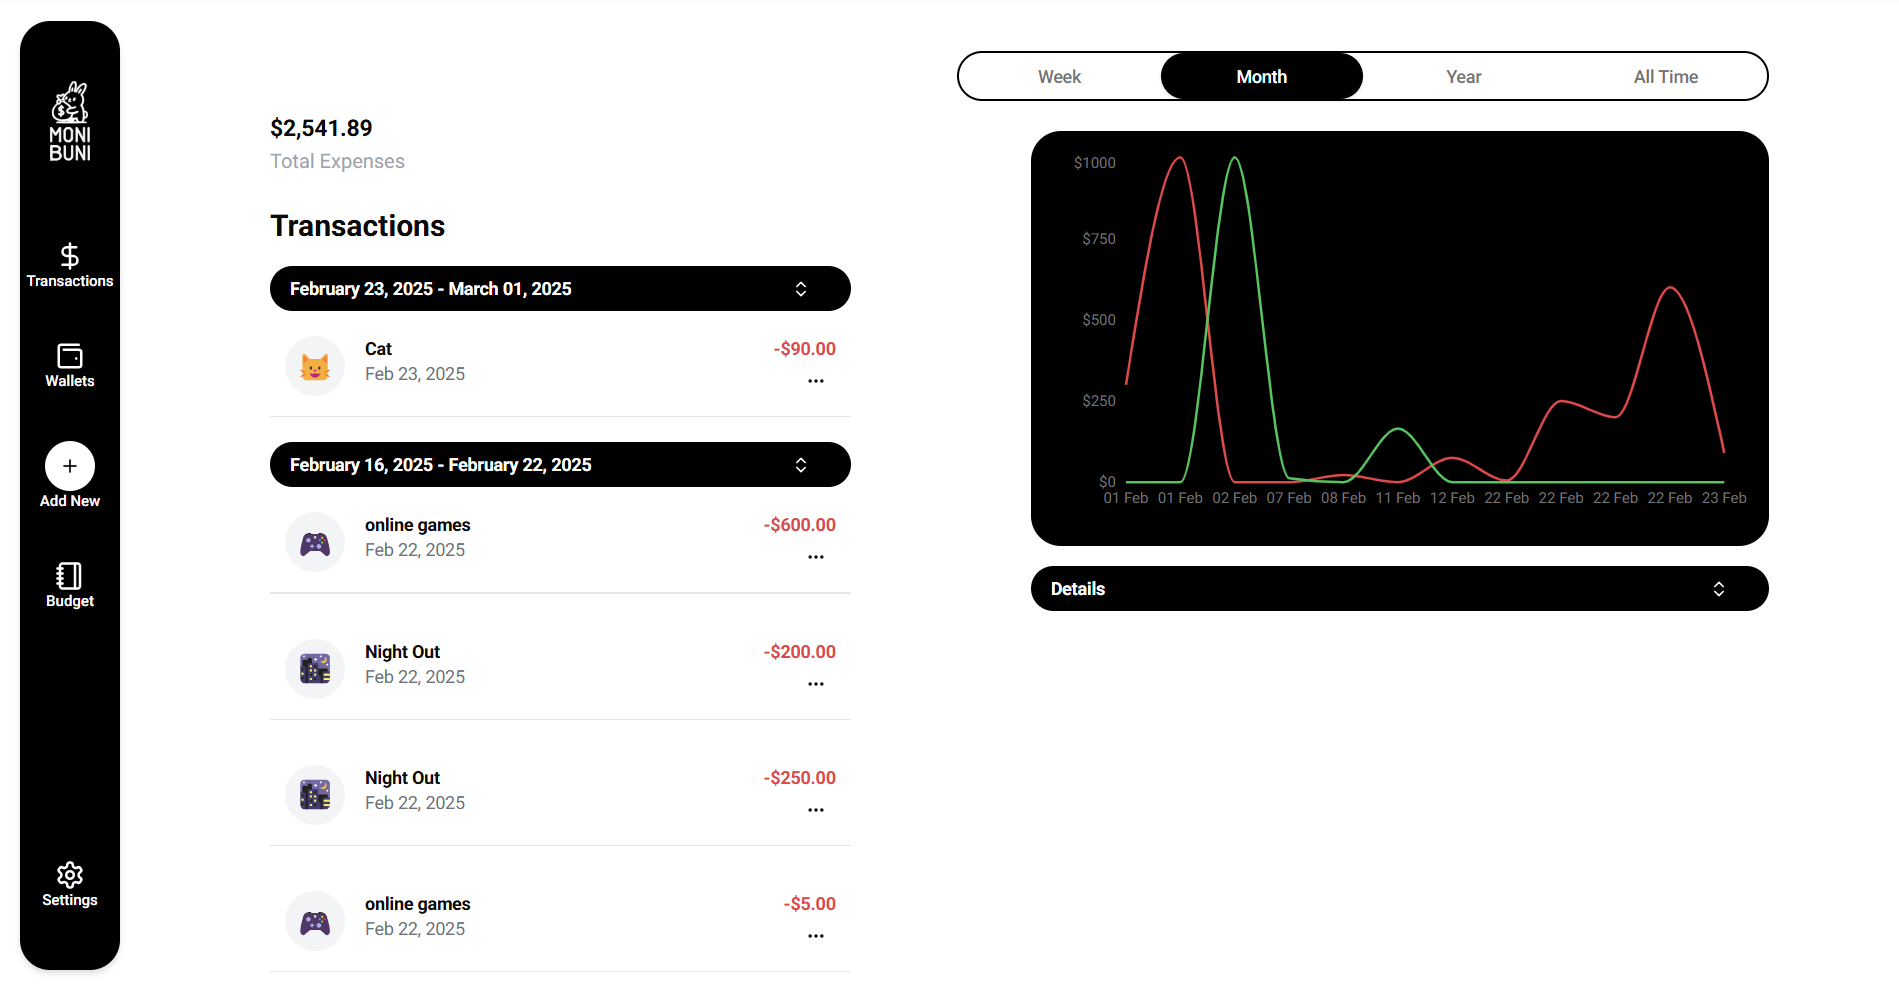 MONI
BUNI
Transactions
Wallets
Add New
Budget
Settings
$2,541.89
Total Expenses
Transactions
February 23, 2025 - March 01, 2025
Cat
-$90.00
Feb 23, 2025
February 16, 2025 - February 22, 2025
online games
-$600.00
Feb 22, 2025
Night Out
-$200.00
Feb 22, 2025
Night Out
-$250.00
Feb 22, 2025
online games
-$5.00
Feb 22, 2025
Week Month Year All Time
$1000
$750
$500
$250
$0
01 Feb 01 Feb 02 Feb 07 Feb 08 Feb 11 Feb 12 Feb 22 Feb 22 Feb 22 Feb 22 Feb 23 Feb
Details